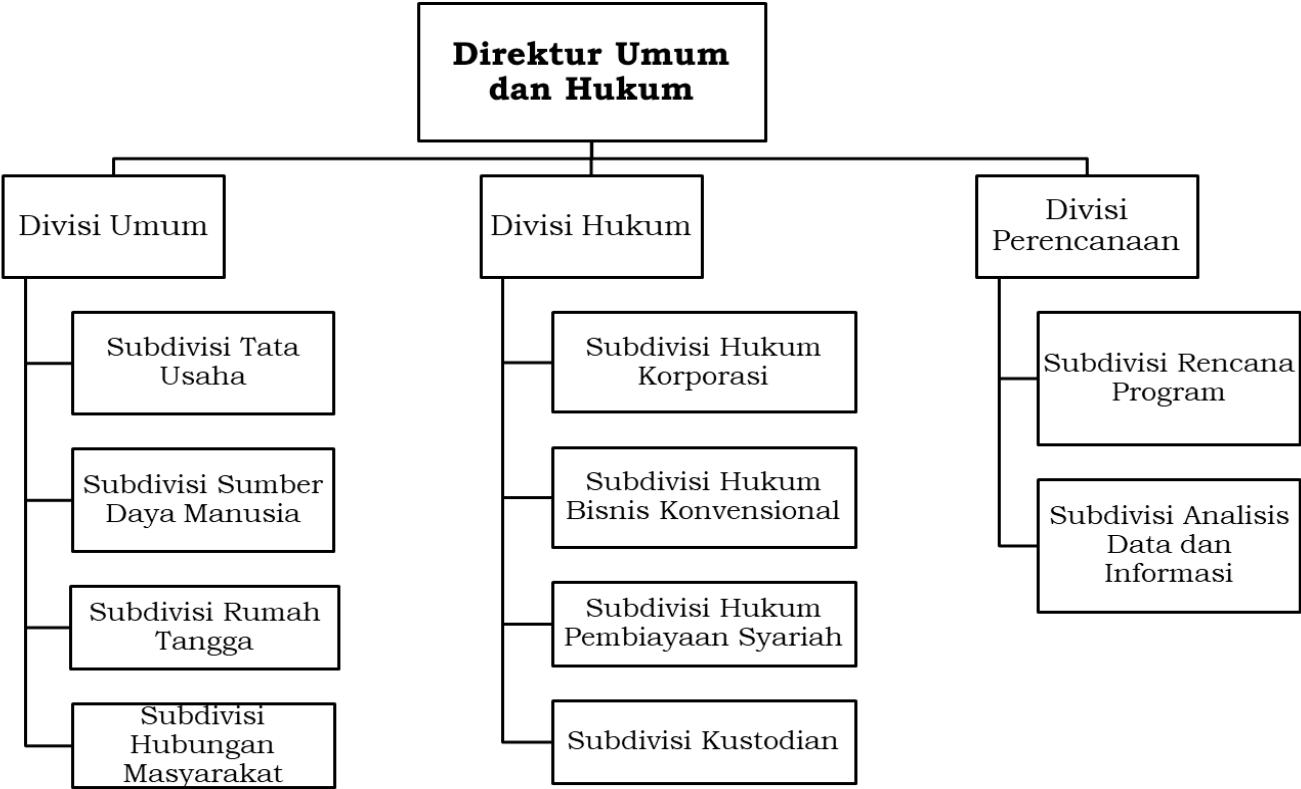 Direktur Umum
dan Hukum
Divisi Umum
Divisi Hukum
Divisi
Perencanaan
Subdivisi Tata
Usaha
Subdivisi Sumber
Daya Manusia
Subdivisi Rumah
Tangga
Subdivisi
Hubungan
Masyarakat
Subdivisi Hukum
Korporasi
Subdivisi Hukum
Bisnis Konvensional
Subdivisi Hukum
Pembiayaan Syariah
Subdivisi Kustodian
Subdivisi Rencana
Program
Subdivisi Analisis
Data dan
Informasi